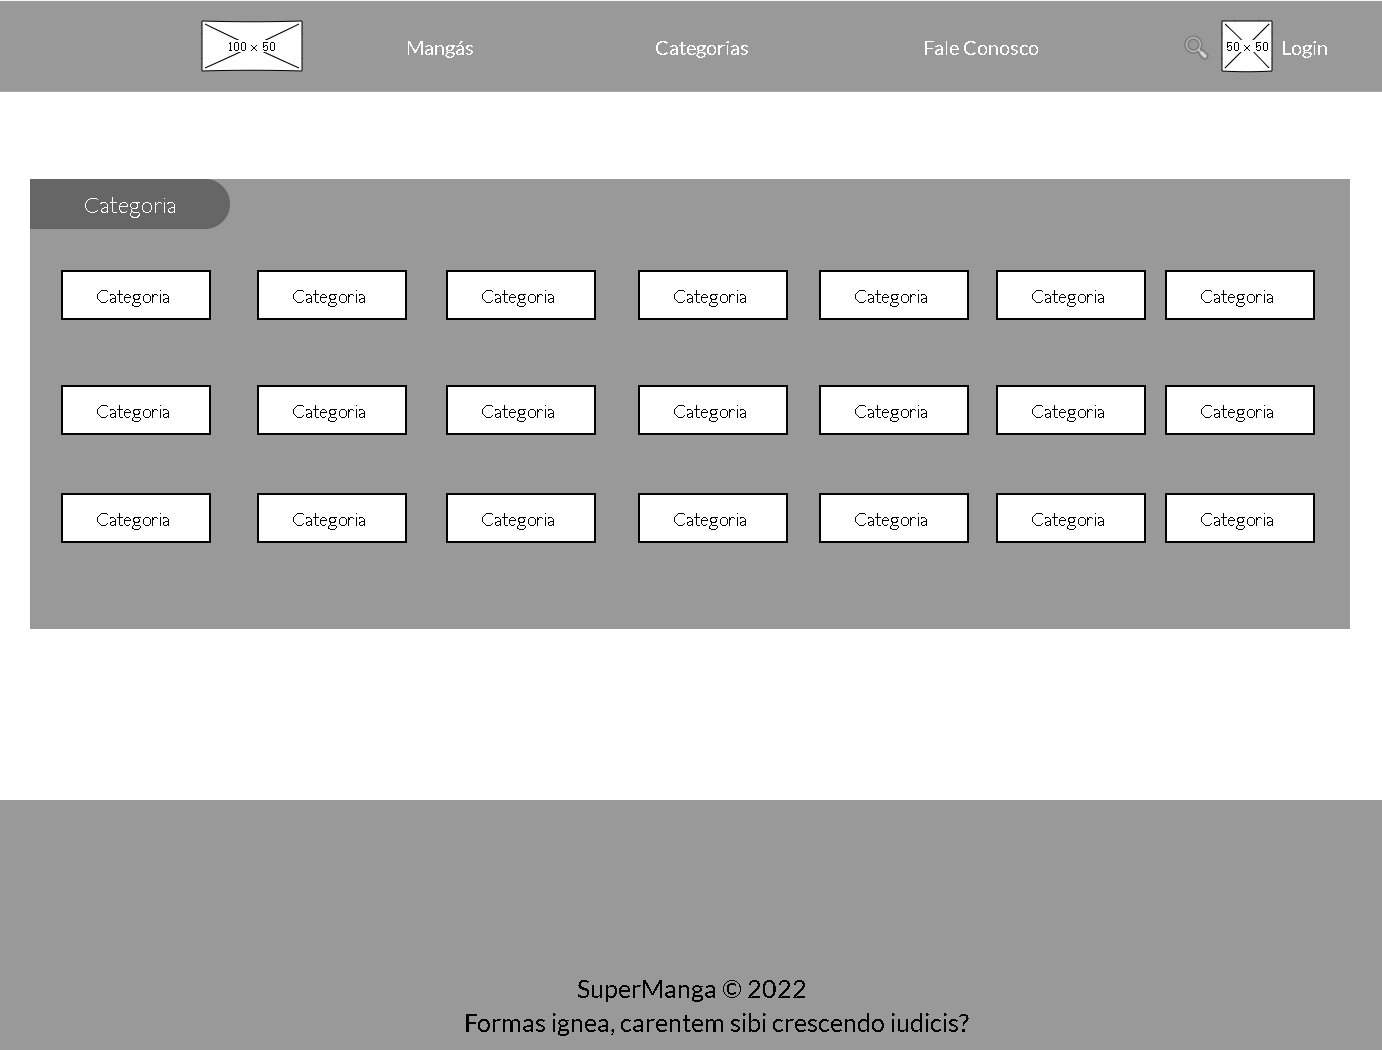 100 x 50 Mangás Categorias Fale Conosco 50 x 50 Login
Categoria
Categoria Categoria Categoria Categoria Categoria Categoria Categoria
Categoria Categoria Categoria Categoria Categoria Categoria Categoria
Categoria Categoria Categoria Categoria Categoria Categoria Categoria
SuperManga © 2022
Formas ignea, carentem sibi crescendo iudicis?